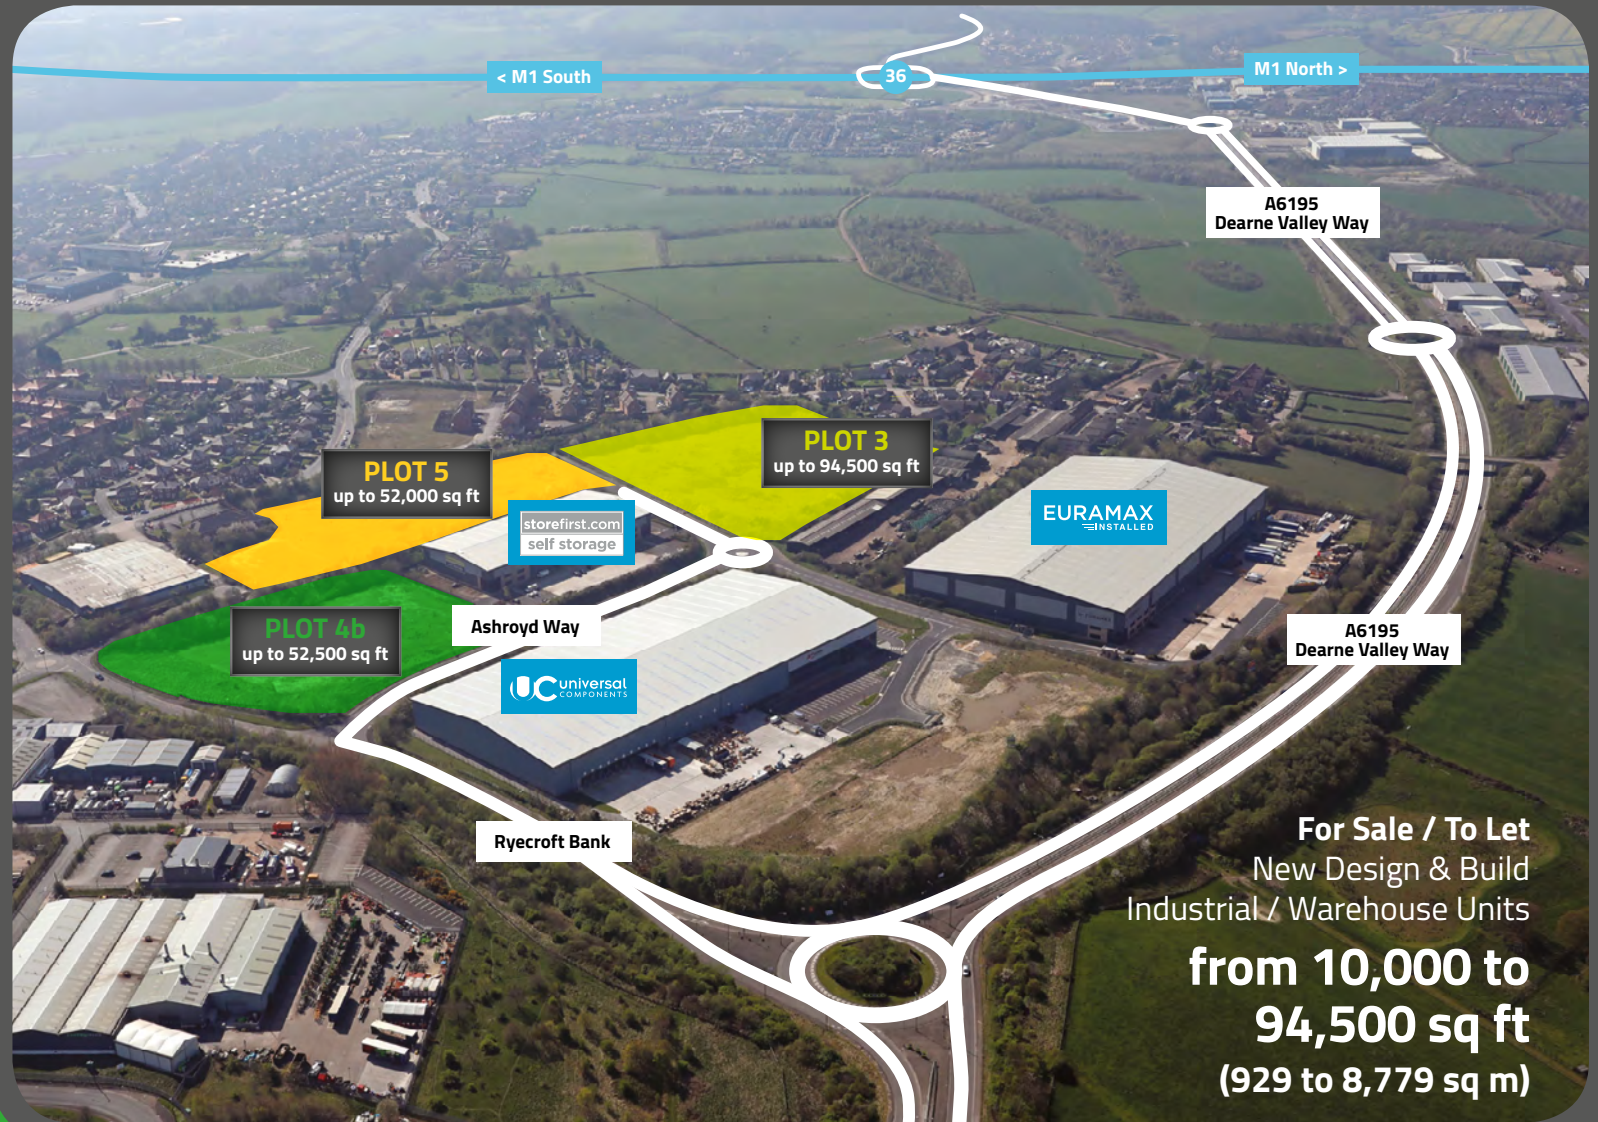 < M1 South
36
M1 North >
A6195
Dearne Valley Way
PLOT 3
up to 94,500 sq ft
PLOT 5
up to 52,000 sq ft
storefirst.com
self storage
EURAMAX
INSTALLED
PLOT 4b
up to 52,500 sq ft
Ashroyd Way
A6195
Dearne Valley Way
UC universal
COMPONENTS
Ryecroft Bank
For Sale / To Let
New Design & Build
Industrial / Warehouse Units
from 10,000 to
94,500 sq ft
(929 to 8,779 sq m)